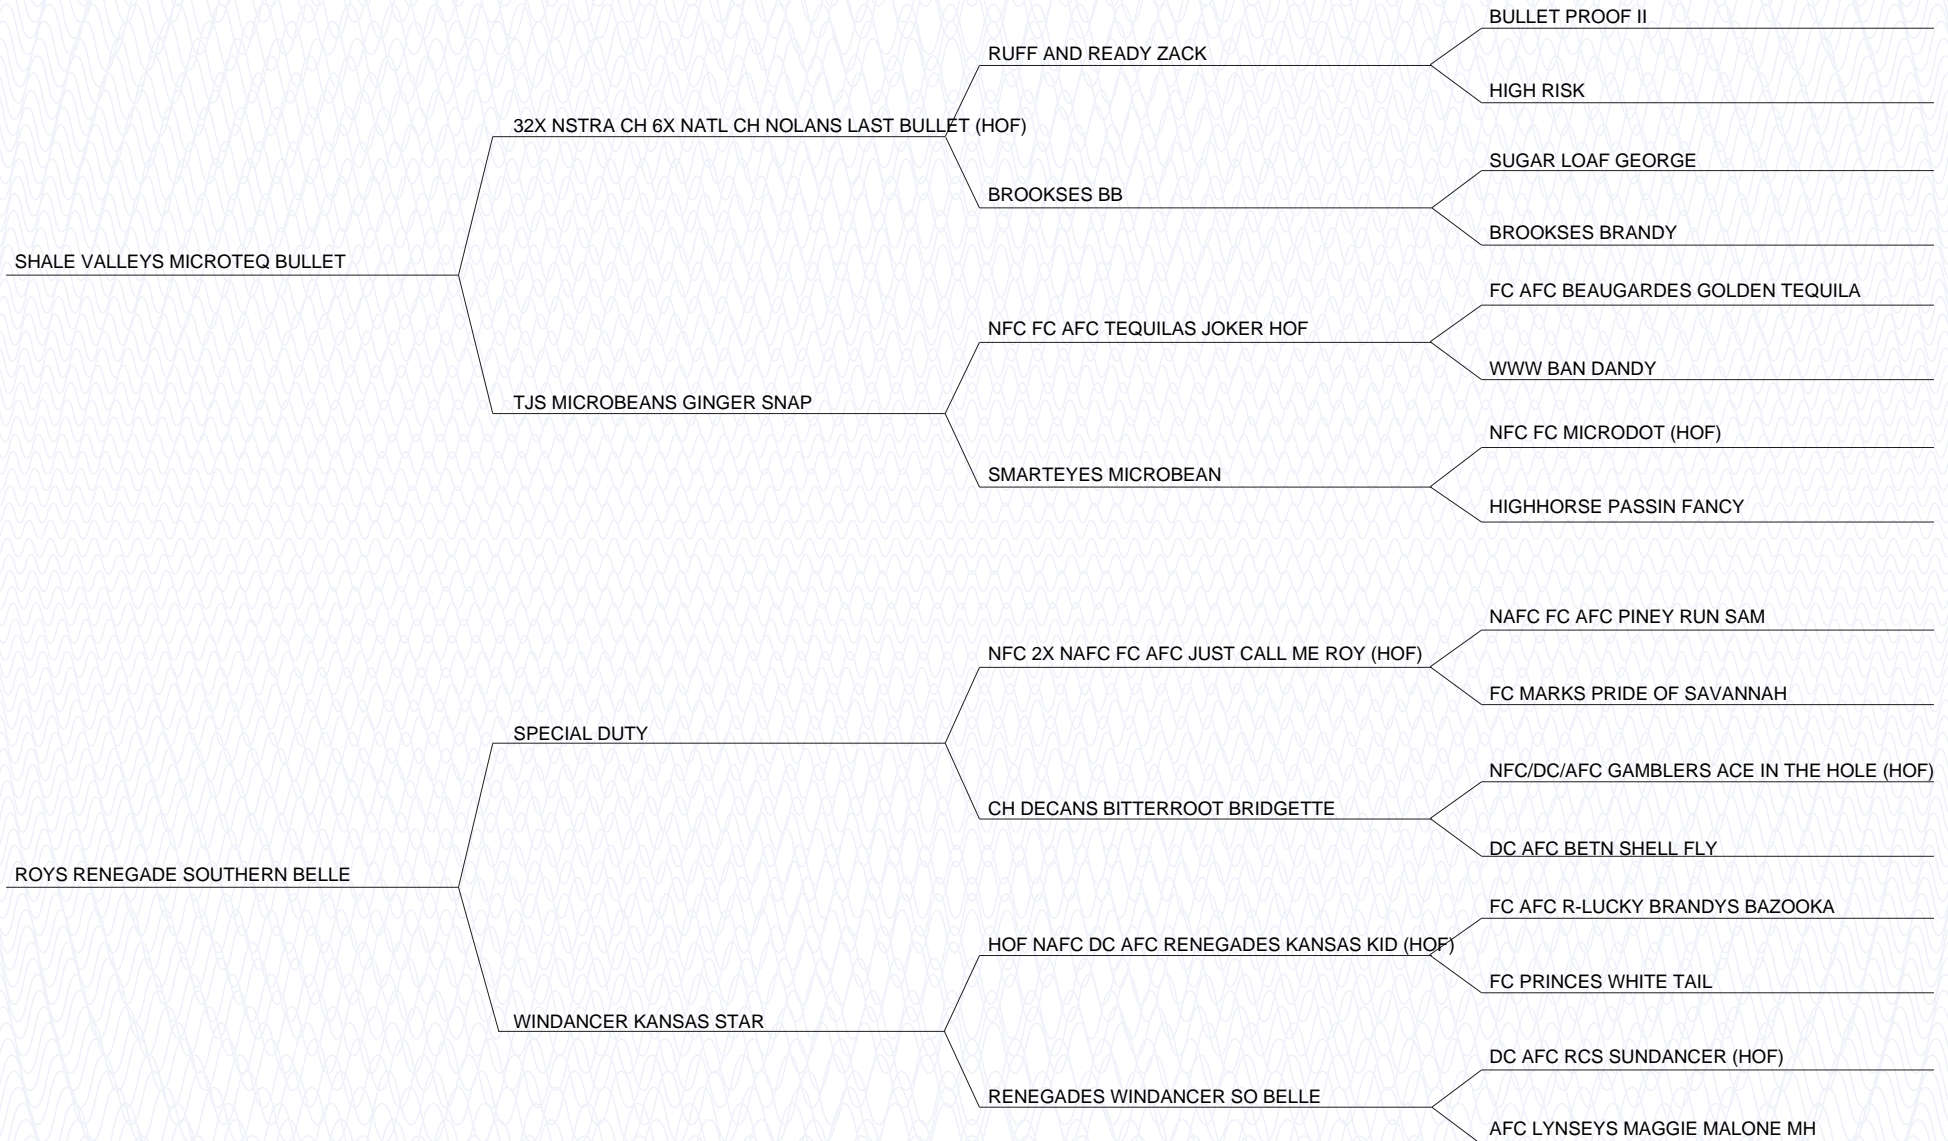 BULLET PROOF II
RUFF AND READY ZACK
HIGH RISK
32X NSTRA CH 6X NATL CH NOLANS LAST BULLET (HOF)
SUGAR LOAF GEORGE
BROOKSES BB
BROOKSES BRANDY
SHALE VALLEYS MICROTEQ BULLET
FC AFC BEAUGARDES GOLDEN TEQUILA
NFC FC AFC TEQUILAS JOKER HOF
WWW BAN DANDY
TJS MICROBEANS GINGER SNAP
NFC FC MICRODOT (HOF)
SMARTEYES MICROBEAN
HIGHHORSE PASSIN FANCY
NAFC FC AFC PINEY RUN SAM
NFC 2X NAFC FC AFC JUST CALL ME ROY (HOF)
FC MARKS PRIDE OF SAVANNAH
SPECIAL DUTY
NFC/DC/AFC GAMBLERS ACE IN THE HOLE (HOF)
CH DECANS BITTERROOT BRIDGETTE
DC AFC BETN SHELL FLY
ROYS RENEGADE SOUTHERN BELLE
FC AFC R-LUCKY BRANDYS BAZOOKA
HOF NAFC DC AFC RENEGADES KANSAS KID (HOF)
FC PRINCES WHITE TAIL
WINDANCER KANSAS STAR
DC AFC RCS SUNDANCER (HOF)
RENEGADES WINDANCER SO BELLE
AFC LYNSEYS MAGGIE MALONE MH